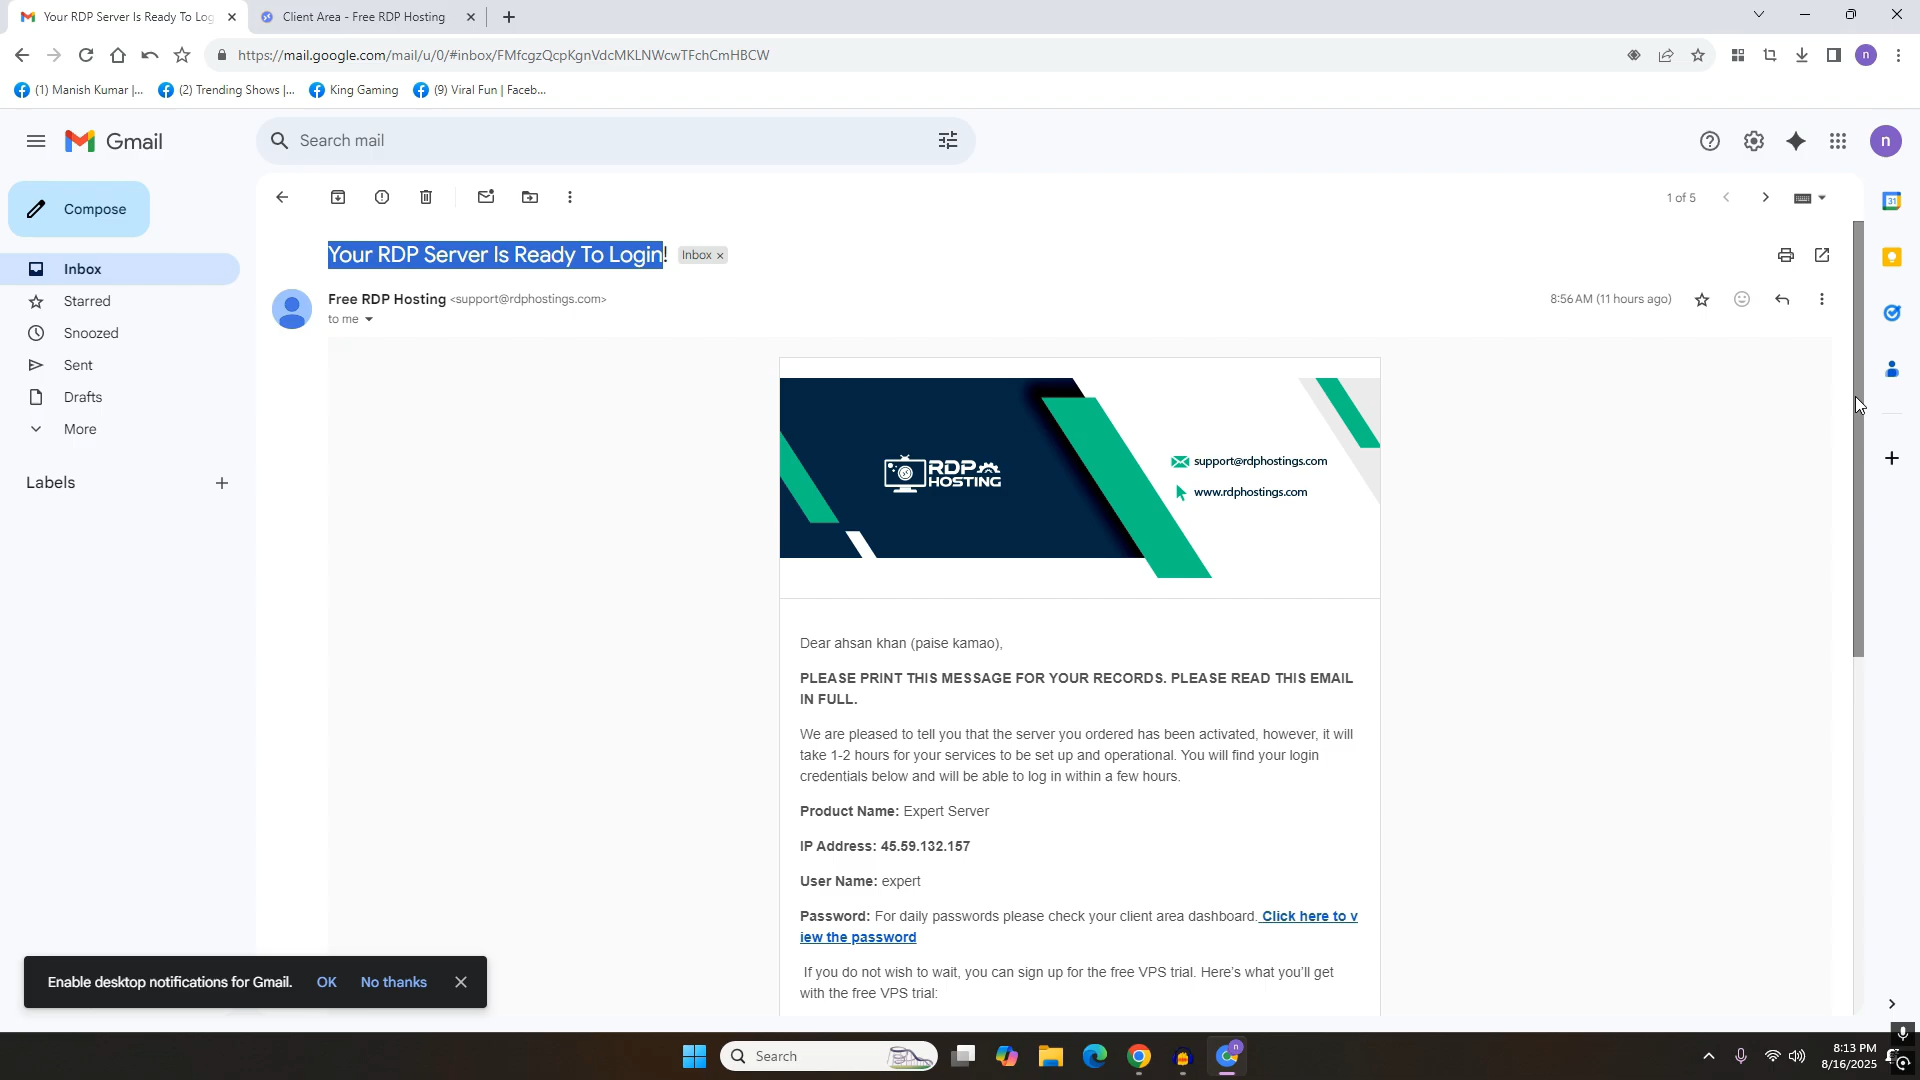 Your RDP Server Is Ready To Log
Client Area - Free RDP Hosting
https://mail.google.com/mail/u/0/#inbox/FMfcgzQcpKgnVdcMKLNWcwTFchCmHBCW
n
(1) Manish Kumar |...
(2) Trending Shows |...
King Gaming
(9) Viral Fun | Faceb...
Gmail
Search mail
n
Compose
1 of 5
31
Your RDP Server Is Ready To Login!
Inbox ×
Inbox
Starred
Snoozed
Sent
Drafts
More
Labels
Free RDP Hosting <support@rdphostings.com>
8:56 AM (11 hours ago)
to me
RDP
HOSTING
support@rdphostings.com
www.rdphostings.com
Dear ahsan khan (paise kamao),
PLEASE PRINT THIS MESSAGE FOR YOUR RECORDS. PLEASE READ THIS EMAIL
IN FULL.
We are pleased to tell you that the server you ordered has been activated, however, it will
take 1-2 hours for your services to be set up and operational. You will find your login
credentials below and will be able to log in within a few hours.
Product Name: Expert Server
IP Address: 45.59.132.157
User Name: expert
Password: For daily passwords please check your client area dashboard. Click here to v
iew the password
If you do not wish to wait, you can sign up for the free VPS trial. Here's what you'll get
with the free VPS trial:
Enable desktop notifications for Gmail.
OK
No thanks
Search
n
8:13 PM
8/16/2025